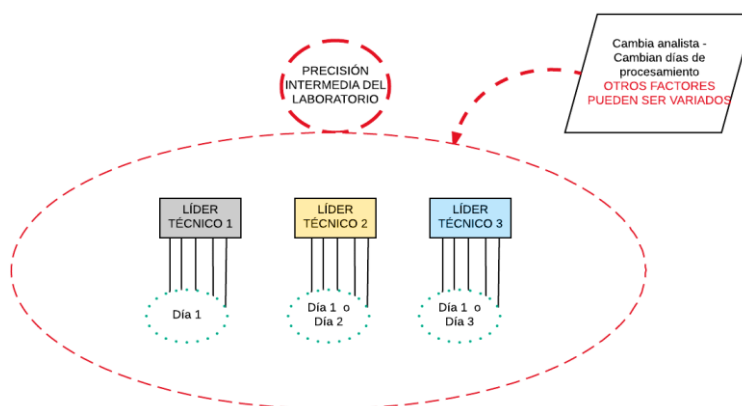 PRECISIÓN
INTERMEDIA DEL
LABORATORIO
Cambia analista -
Cambian días de
procesamiento
OTROS FACTORES
PUEDEN SER VARIADOS
LÍDER
TÉCNICO 1
LÍDER
TÉCNICO 2
LÍDER
TÉCNICO 3
Día 1
Día 1 o
Día 2
Día 1 o
Día 3